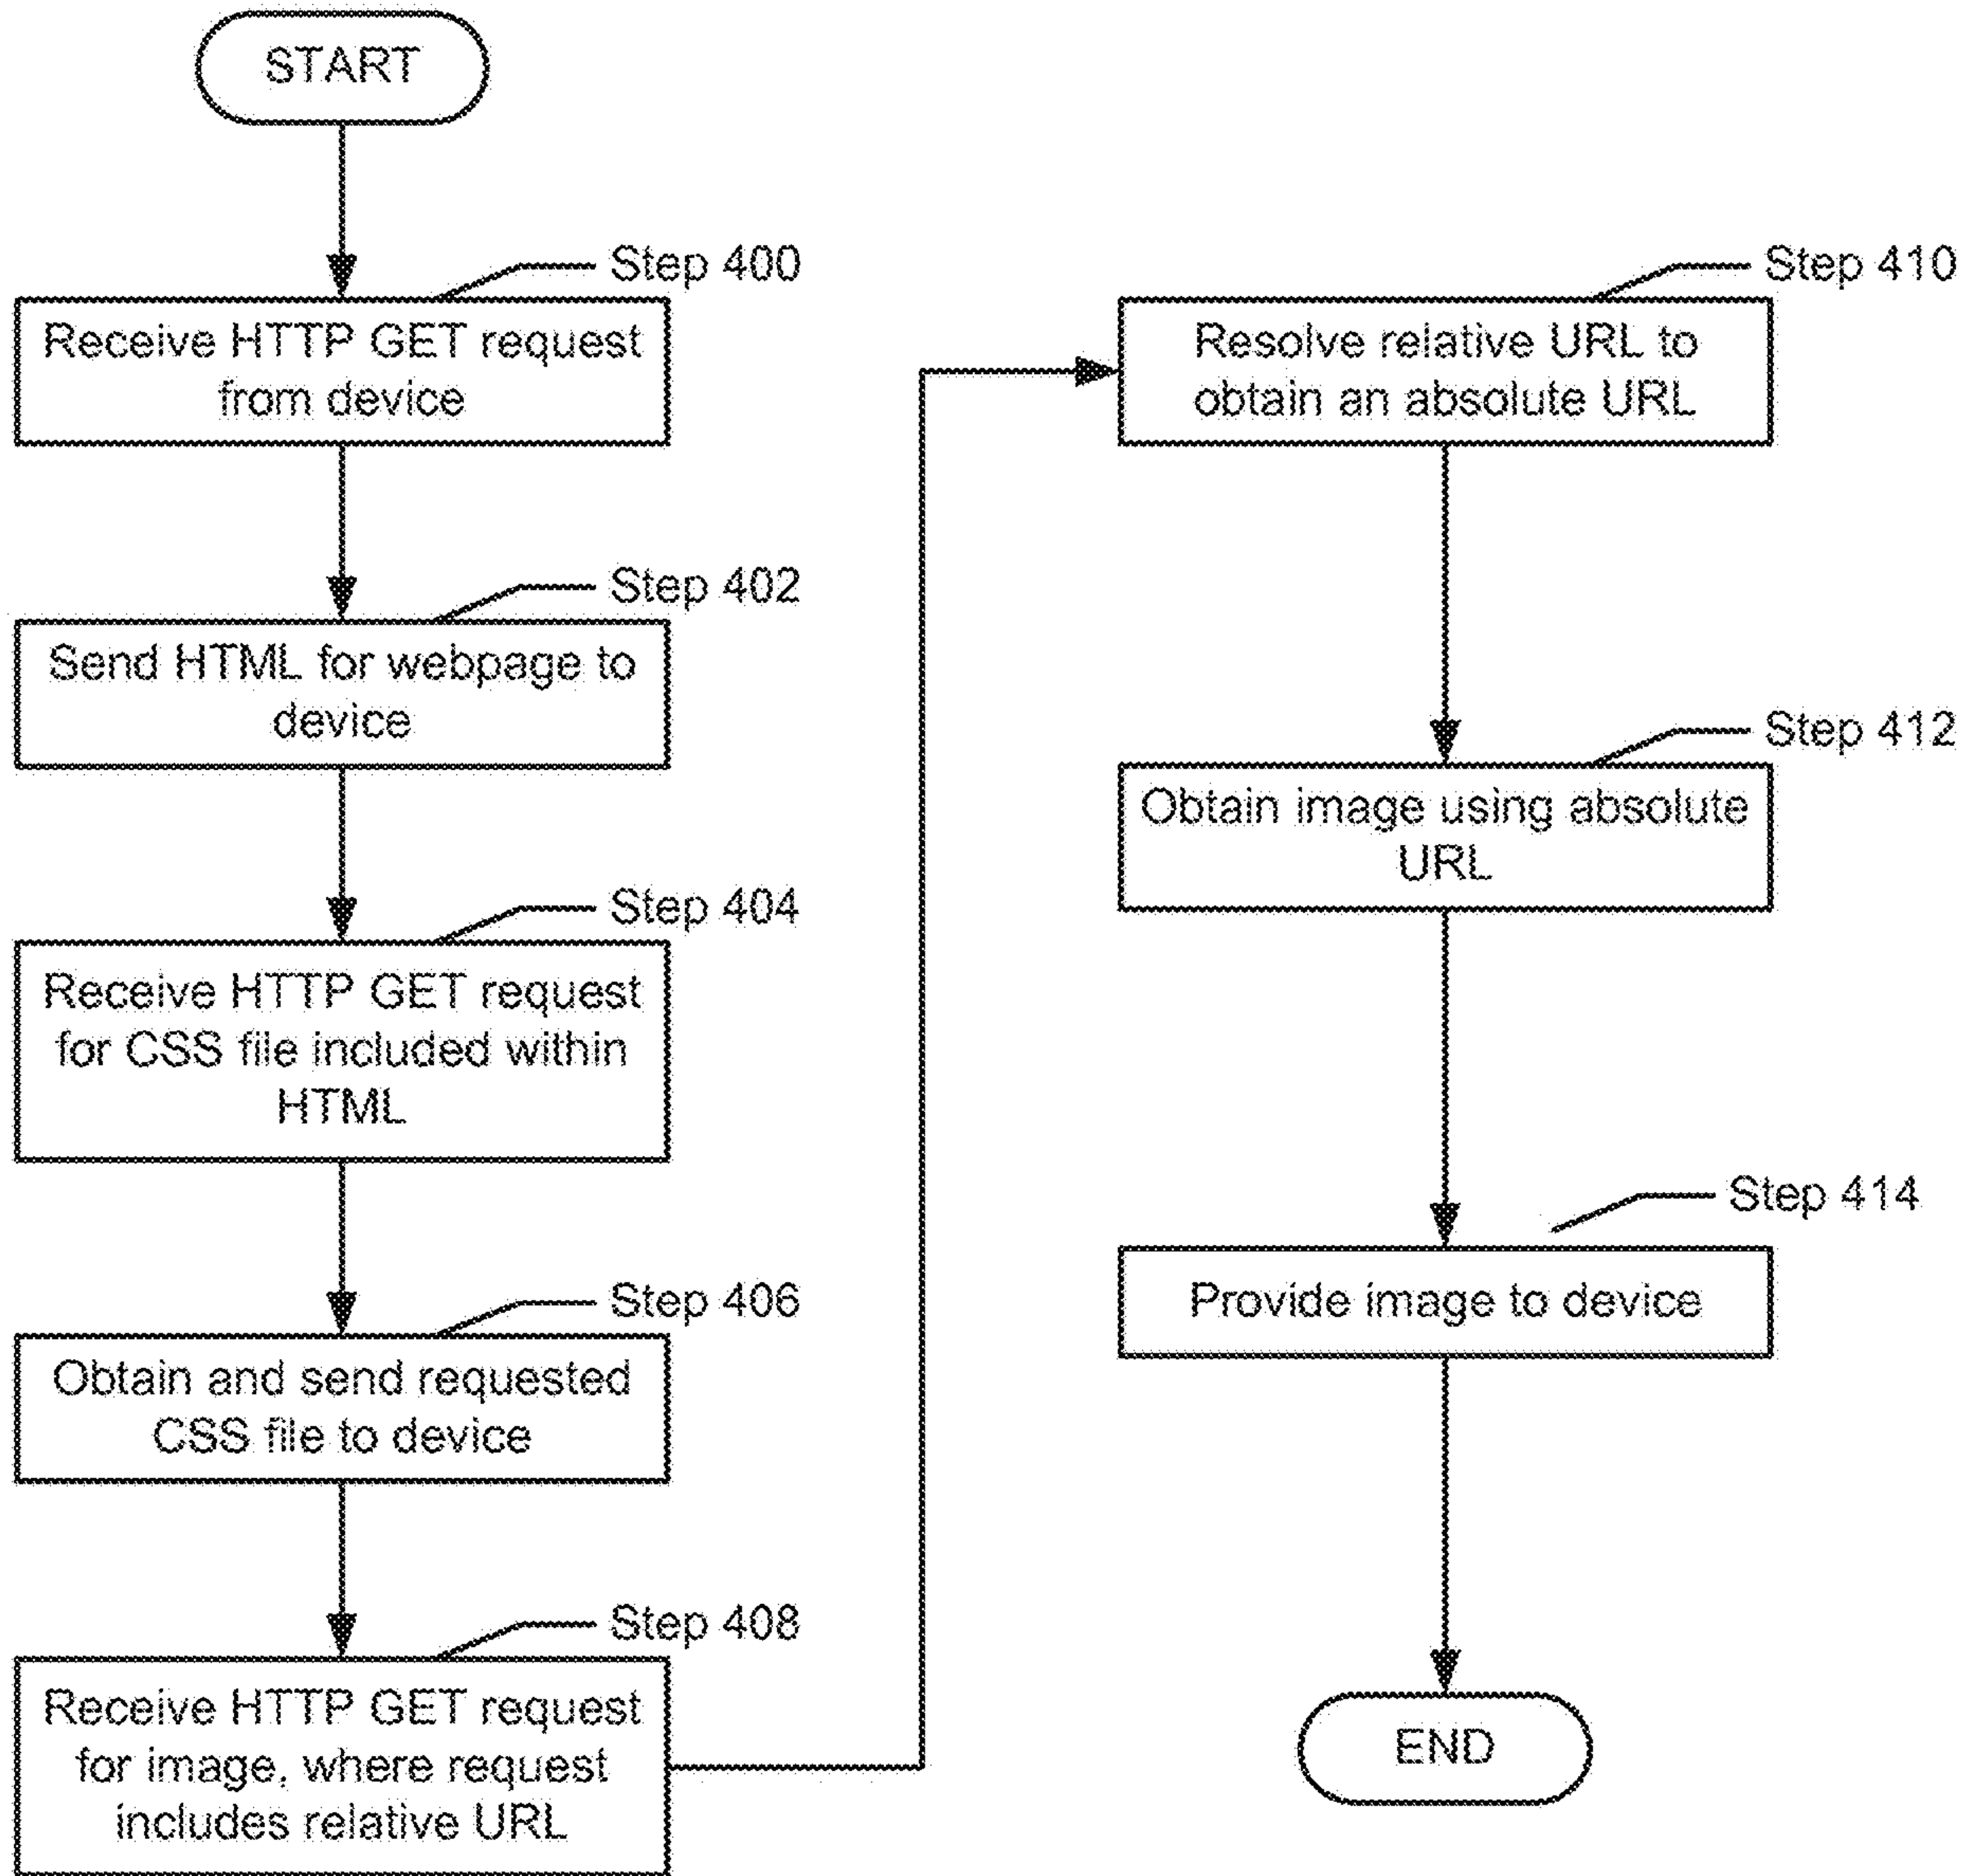 START
Step 400
Receive HTTP GET request
from device
Step 402
Send HTML for webpage to
device
Step 404
Receive HTTP GET request
for CSS file included within
HTML
Step 406
Obtain and send requested
CSS file to device
Step 408
Receive HTTP GET request
for image, where request
includes relative URL
Step 410
Resolve relative URL to
obtain an absolute URL
Step 412
Obtain image using absolute
URL
Step 414
Provide image to device
END